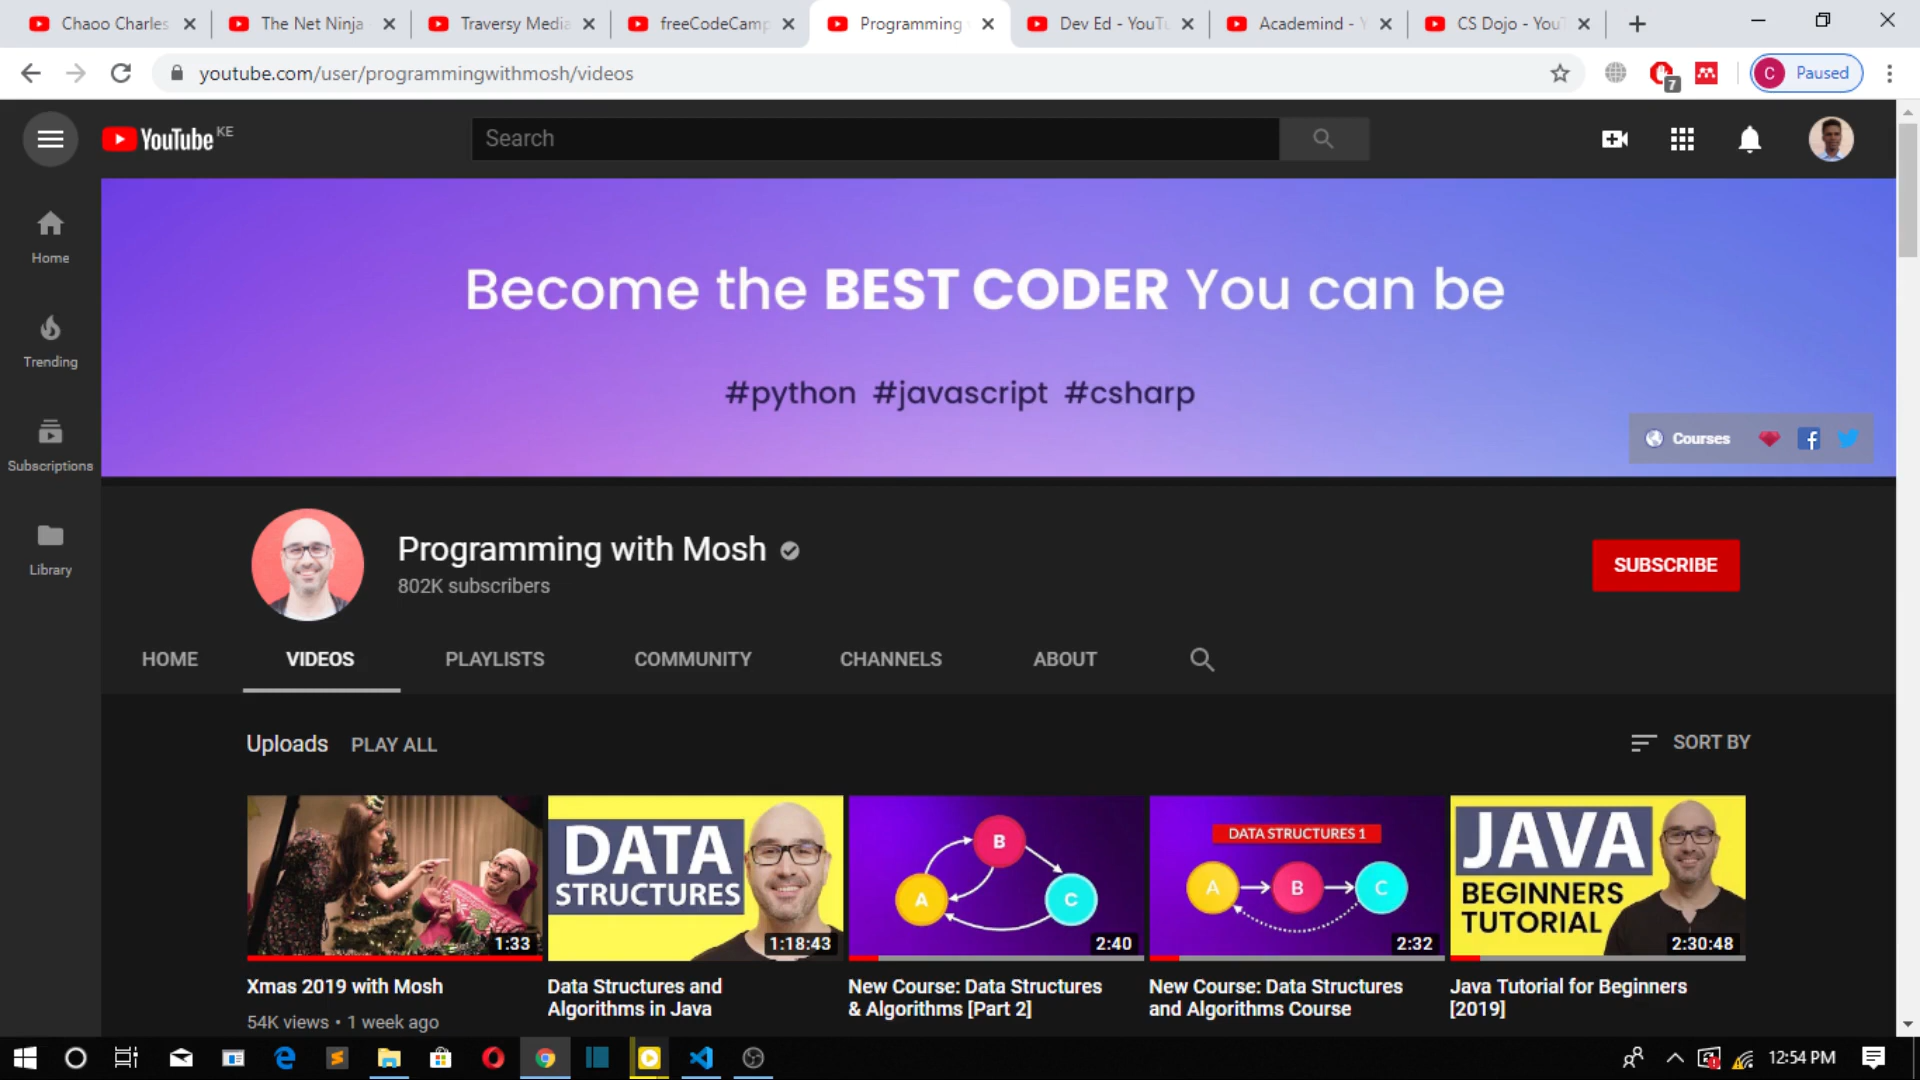 Chaoo Charles
The Net Ninja
Traversy Media
freeCodeCamp
Programming
Dev Ed - YouTu
Academind - Y
CS Dojo - YouT
youtube.com/user/programmingwithmosh/videos
7
C
Paused
YouTube KE
Search
Home
Trending
Subscriptions
Library
Become the BEST CODER You can be
#python #javascript #csharp
Courses
Programming with Mosh
802K subscribers
SUBSCRIBE
HOME
VIDEOS
PLAYLISTS
COMMUNITY
CHANNELS
ABOUT
Uploads
PLAY ALL
SORT BY
1:33
DATA
STRUCTURES
1:18:43
B
A
C
2:40
DATA STRUCTURES 1
A
B
C
2:32
JAVA
BEGINNERS
TUTORIAL
2:30:48
Xmas 2019 with Mosh
54K views • 1 week ago
Data Structures and
Algorithms in Java
New Course: Data Structures
& Algorithms [Part 2]
New Course: Data Structures
and Algorithms Course
Java Tutorial for Beginners
[2019]
12:54 PM